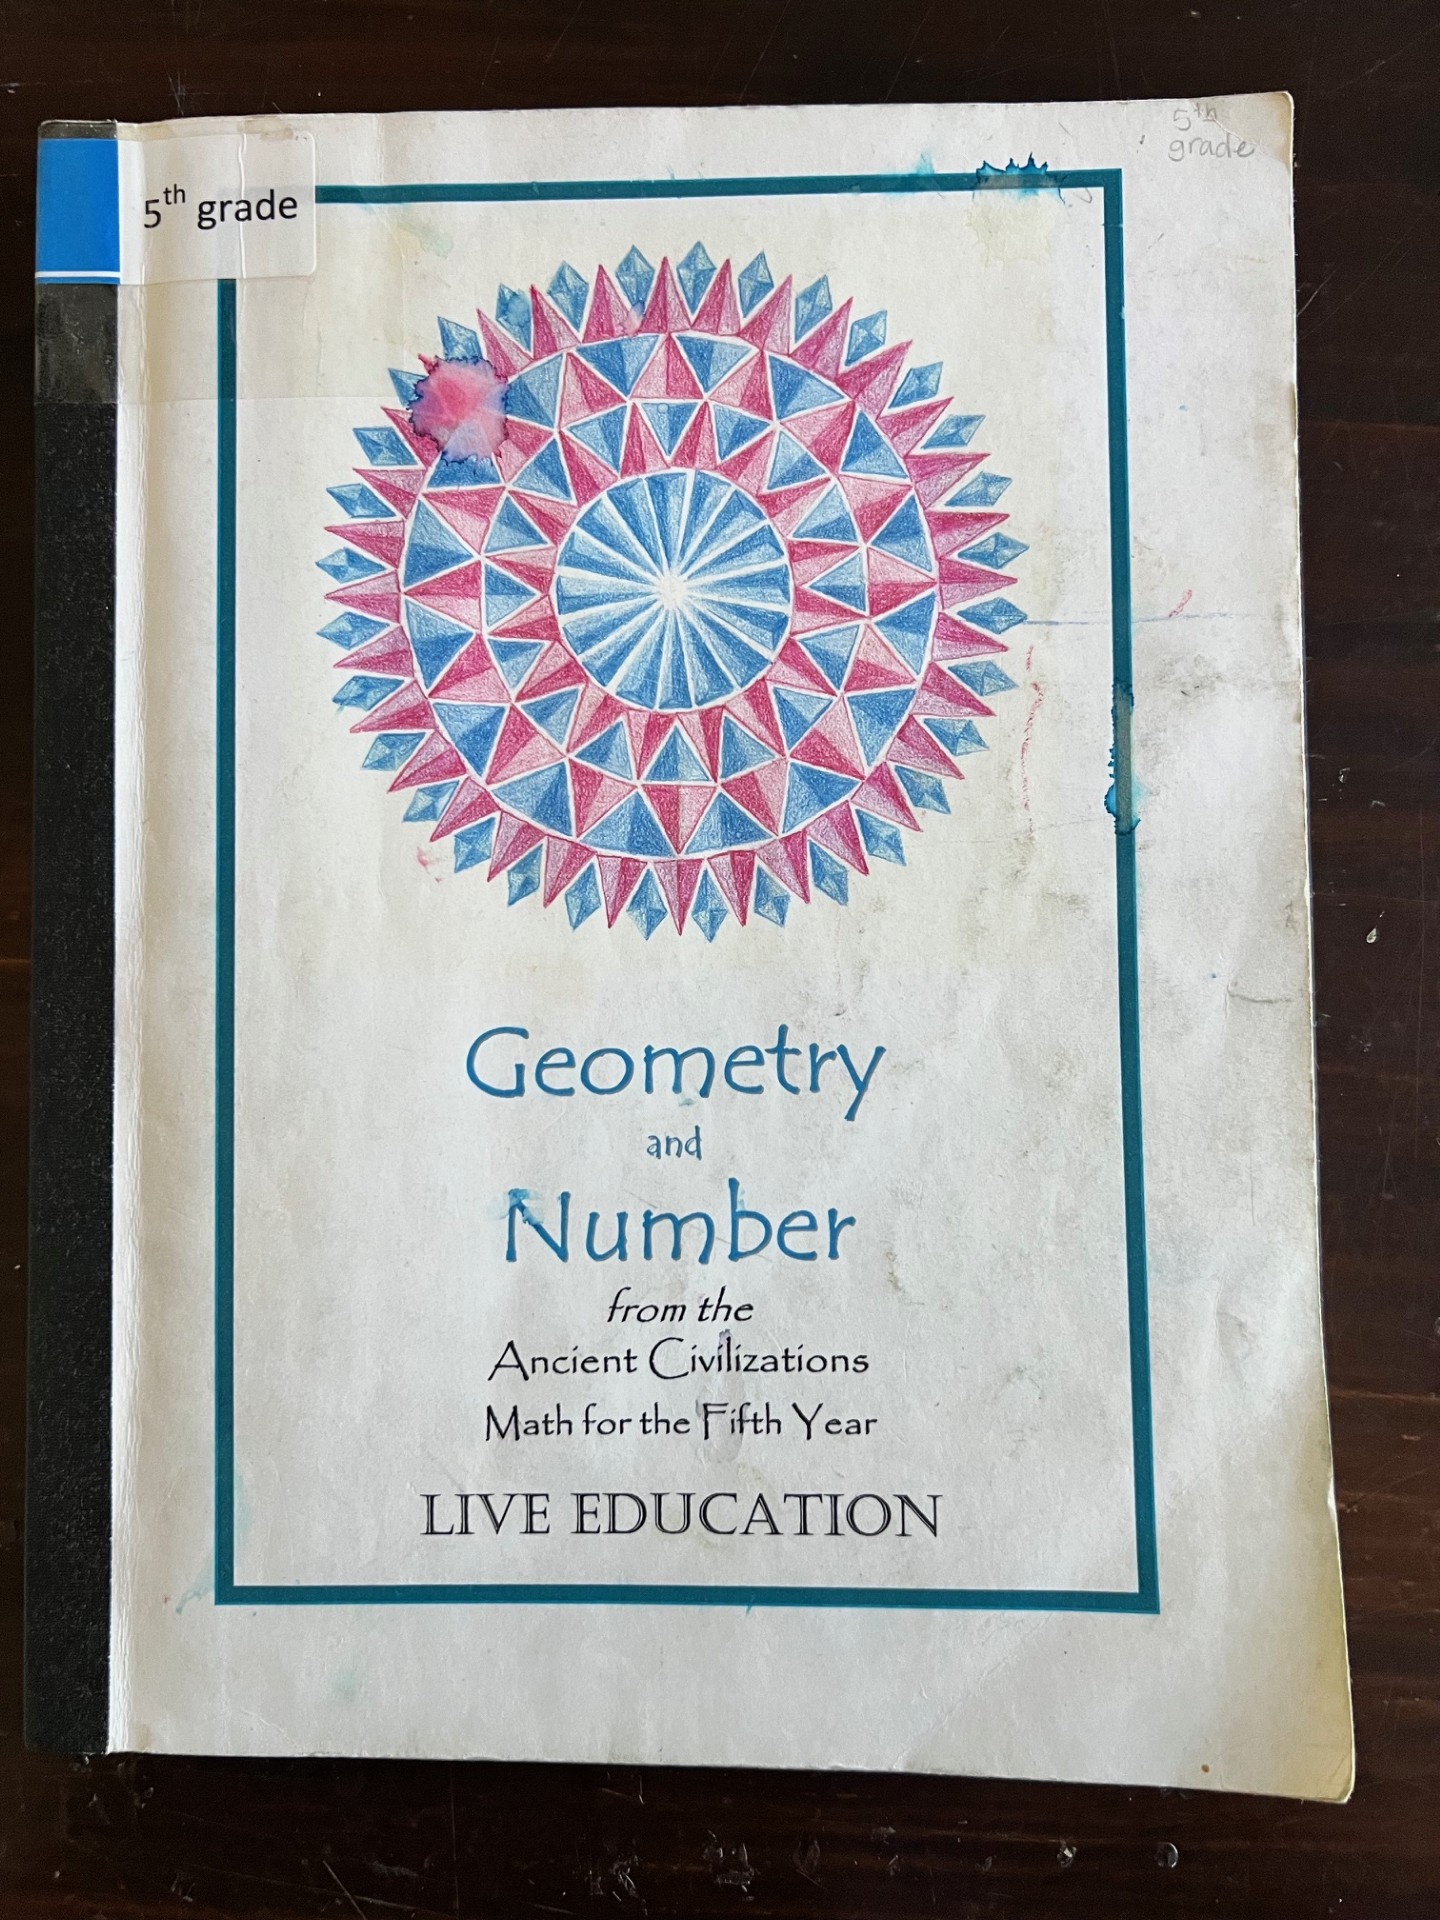 5th grade
5th
grade
Geometry
and
Number
from the
Ancient Civilizations
Math for the Fifth Year
LIVE EDUCATION